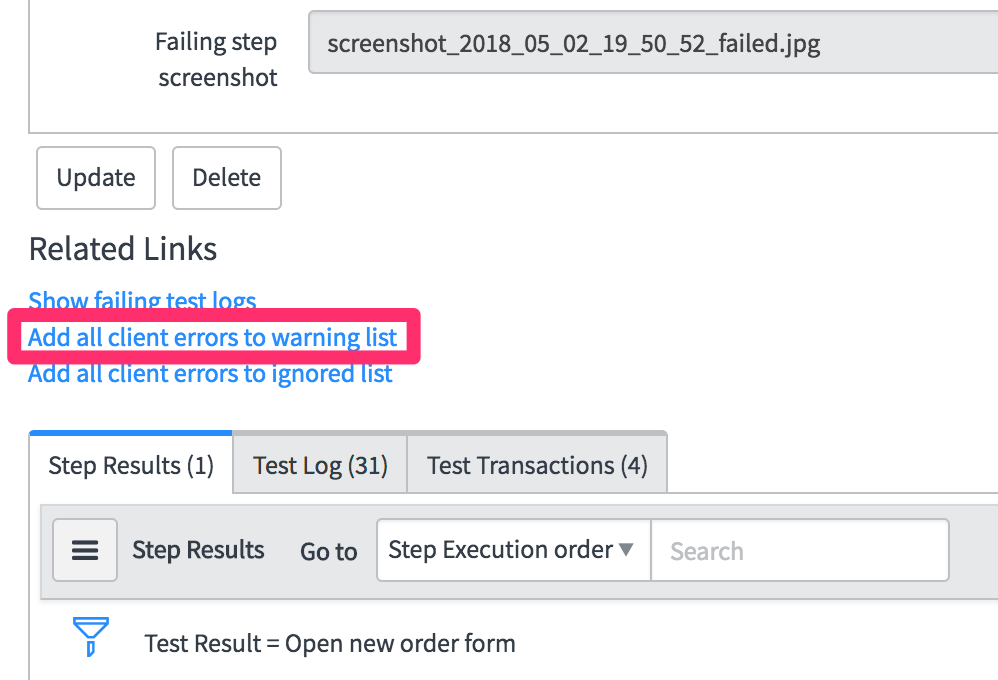 Failing step
screenshot
screenshot_2018_05_02_19_50_52_failed.jpg
Update
Delete
Related Links
Show failing test logs
Add all client errors to warning list
Add all client errors to ignored list
Step Results (1)
Test Log (31)
Test Transactions (4)
Step Results
Go to
Step Execution order
Search
Test Result = Open new order form